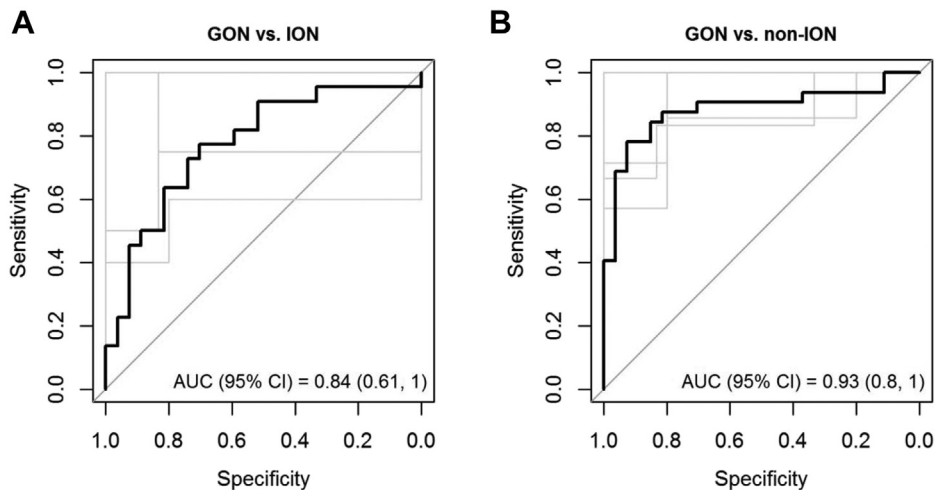 A
GON vs. ION
Sensitivity
1.0
0.8
0.6
0.4
0.2
0.0
AUC (95% CI) = 0.84 (0.61, 1)
1.0 0.8 0.6 0.4 0.2 0.0
Specificity
B
GON vs. non-ION
Sensitivity
1.0
0.8
0.6
0.4
0.2
0.0
AUC (95% CI) = 0.93 (0.8, 1)
1.0 0.8 0.6 0.4 0.2 0.0
Specificity